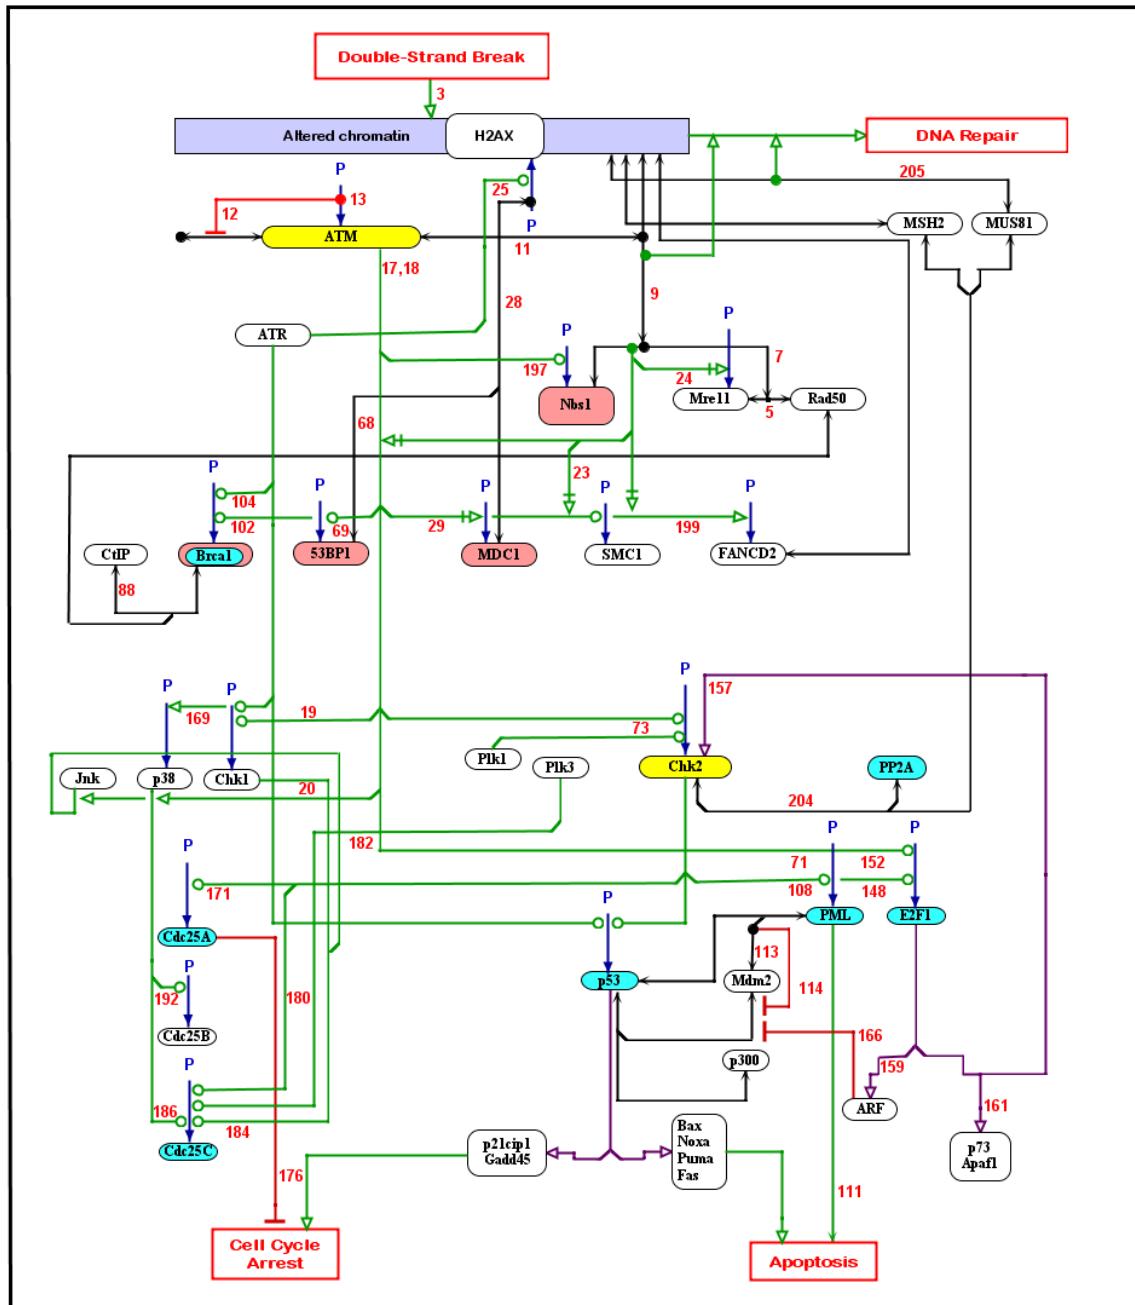 Double-Strand Break
3
Altered chromatin
H2AX
DNA Repair
P
25
205
13
12
P
MSH2
MUS81
ATM
11
17,18
9
28
ATR
P
P
7
197
24
Nbs1
Mre11
5
Rad50
68
P
23
P
P
P
P
104
102
69
29
199
CtIP
Brca1
53BP1
MDC1
SMC1
FANCD2
88
P
P
P
157
169
19
73
Plk1
Jnk
p38
Chk1
Plk3
Chk2
PP2A
20
204
P
P
P
182
71
152
171
108
148
P
Cdc25A
PML
E2F1
P
113
192
180
p53
Mdm2
114
Cdc25B
166
P
p300
159
186
184
ARF
161
Cdc25C
p21cip1
Gadd45
Bax
Noxa
Puma
Fas
p73
Apaf1
176
111
Cell Cycle
Arrest
Apoptosis